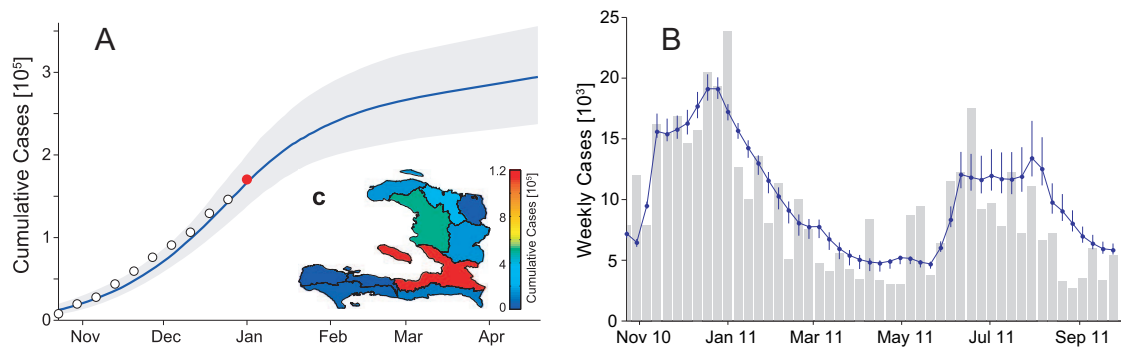 A
Cumulative Cases [10⁵]
3
2
1
0
Nov
Dec
Jan
Feb
Mar
Apr
c
1.2
8
6
4
2
0
Cumulative Cases [10⁵]
B
Weekly Cases [10³]
25
20
15
10
5
0
Nov 10
Jan 11
Mar 11
May 11
Jul 11
Sep 11